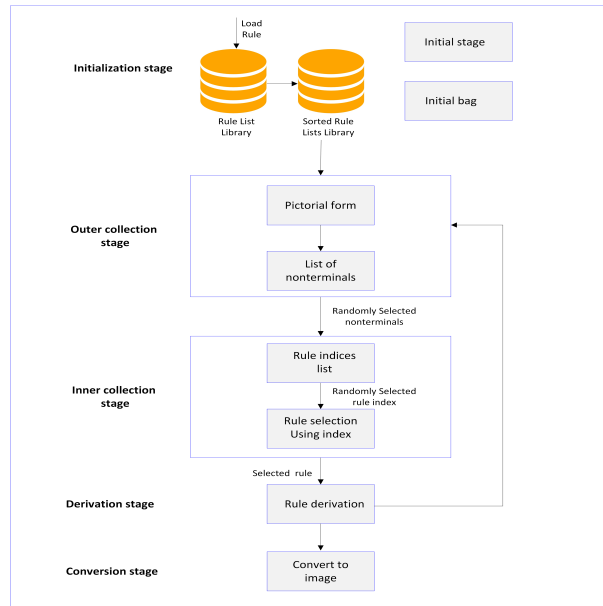 Load
Rule
Initialization stage
Rule List
Library
Sorted Rule
Lists Library
Initial stage
Initial bag
Outer collection
stage
Pictorial form
List of
nonterminals
Randomly Selected
nonterminals
Inner collection
stage
Rule indices
list
Randomly Selected
rule index
Rule selection
Using index
Selected rule
Derivation stage
Rule derivation
Conversion stage
Convert to
image